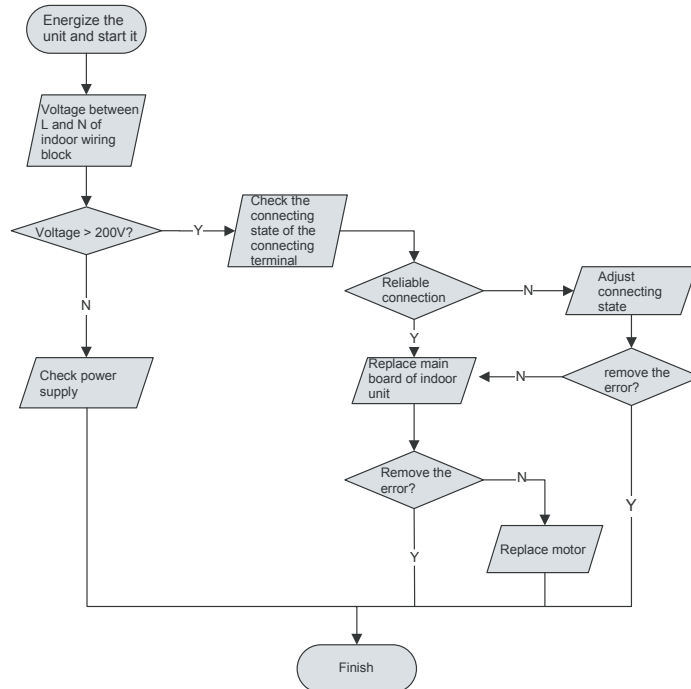 Energize the
unit and start it
Voltage between
L and N of
indoor wiring
block
Voltage > 200V?
Y
Check the
connecting
state of the
connecting
terminal
N
Reliable
connection
N
Adjust
connecting
state
Y
Check power
supply
Replace main
board of indoor
unit
N
remove the
error?
Remove the
error?
N
Y
Y
Replace motor
Finish